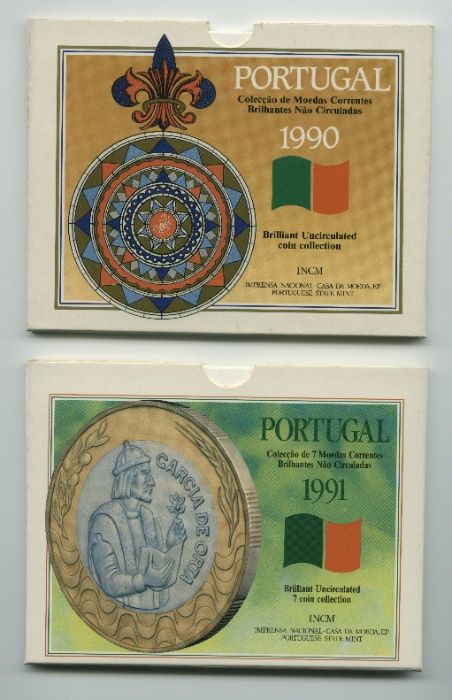 PORTUGAL
Colecção de Moedas Correntes
Brilhantes Não Circuladas
1990
Brilliant Uncirculated
coin collection
INCM
IMPRENSA NACIONAL-CASA DA MOEDA, EP
PORTUGUESE STATE MINT
PORTUGAL
Colecção de 7 Moedas Correntes
Brilhantes Não Circuladas
1991
GARCIA DE ORTA
Brilliant Uncirculated
7 coin collection
INCM
IMPRENSA NACIONAL-CASA DA MOEDA, EP
PORTUGUESE STATE MINT